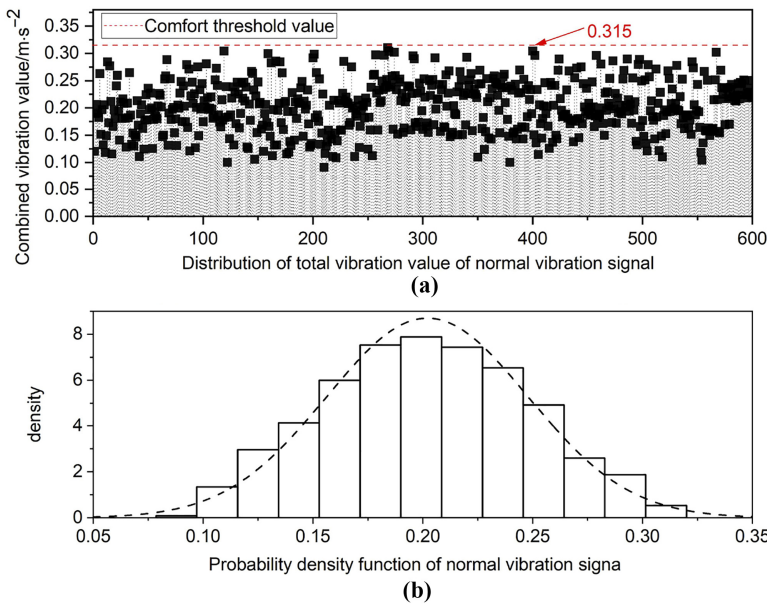 Comfort threshold value
0.315
Combined vibration value/m·s−2
0.35
0.30
0.25
0.20
0.15
0.10
0.05
0.00
0 100 200 300 400 500 600
Distribution of total vibration value of normal vibration signal
(a)
density
8
6
4
2
0
0.05 0.10 0.15 0.20 0.25 0.30 0.35
Probability density function of normal vibration signa
(b)